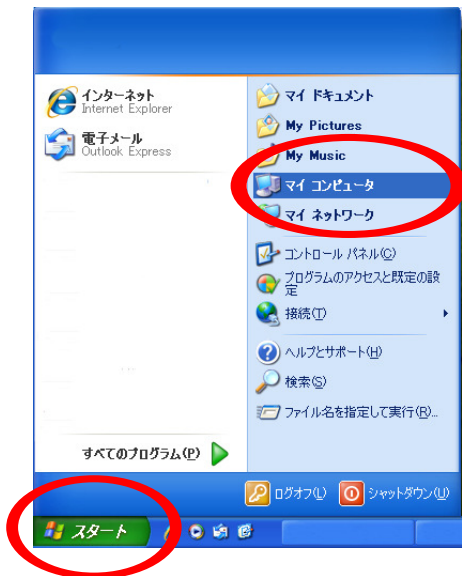 インターネット
Internet Explorer
電子メール
Outlook Express
すべてのプログラム(P)
マイ ドキュメント
My Pictures
My Music
マイ コンピュータ
マイ ネットワーク
コントロール パネル(C)
プログラムのアクセスと既定の設
定
接続(T)
ヘルプとサポート(H)
検索(S)
ファイル名を指定して実行(R)...
ログオフ(L)
シャットダウン(U)
スタート